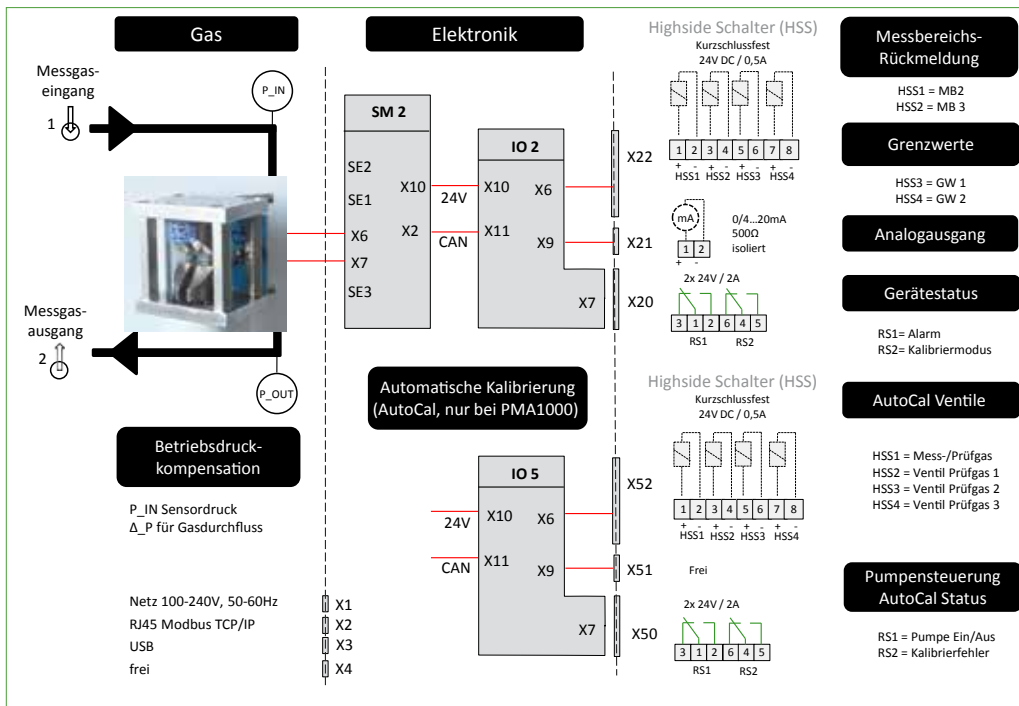 Gas
Elektronik
Highside Schalter (HSS)
Kurzschlussfest
24V DC / 0,5A
Messbereichs-
Rückmeldung
HSS1 = MB2
HSS2 = MB 3
Messgas-
eingang
1
P_IN
SM 2
SE2
SE1
X10
X2
X6
X7
SE3
24V
CAN
IO 2
X10
X11
X6
X9
X7
X22
X21
X20
1 2 3 4 5 6 7 8
+ - + - + - + -
HSS1 HSS2 HSS3 HSS4
Grenzwerte
HSS3 = GW 1
HSS4 = GW 2
mA
1 2
+ -
0/4...20mA
500Ω
isoliert
Analogausgang
2x 24V / 2A
3 1 2 6 4 5
RS1 RS2
Gerätestatus
RS1= Alarm
RS2= Kalibriermodus
Messgas-
ausgang
2
P_OUT
Automatische Kalibrierung
(AutoCal, nur bei PMA1000)
Highside Schalter (HSS)
Kurzschlussfest
24V DC / 0,5A
AutoCal Ventile
HSS1 = Mess-/Prüfgas
HSS2 = Ventil Prüfgas 1
HSS3 = Ventil Prüfgas 2
HSS4 = Ventil Prüfgas 3
Betriebsdruck-
kompensation
P_IN Sensordruck
Δ_P für Gasdurchfluss
IO 5
24V
CAN
X10
X11
X6
X9
X7
X52
X51
X50
1 2 3 4 5 6 7 8
+ - + - + - + -
HSS1 HSS2 HSS3 HSS4
Frei
2x 24V / 2A
3 1 2 6 4 5
RS1 RS2
Pumpensteuerung
AutoCal Status
RS1 = Pumpe Ein/Aus
RS2 = Kalibrierfehler
Netz 100-240V, 50-60Hz X1
RJ45 Modbus TCP/IP X2
USB X3
frei X4